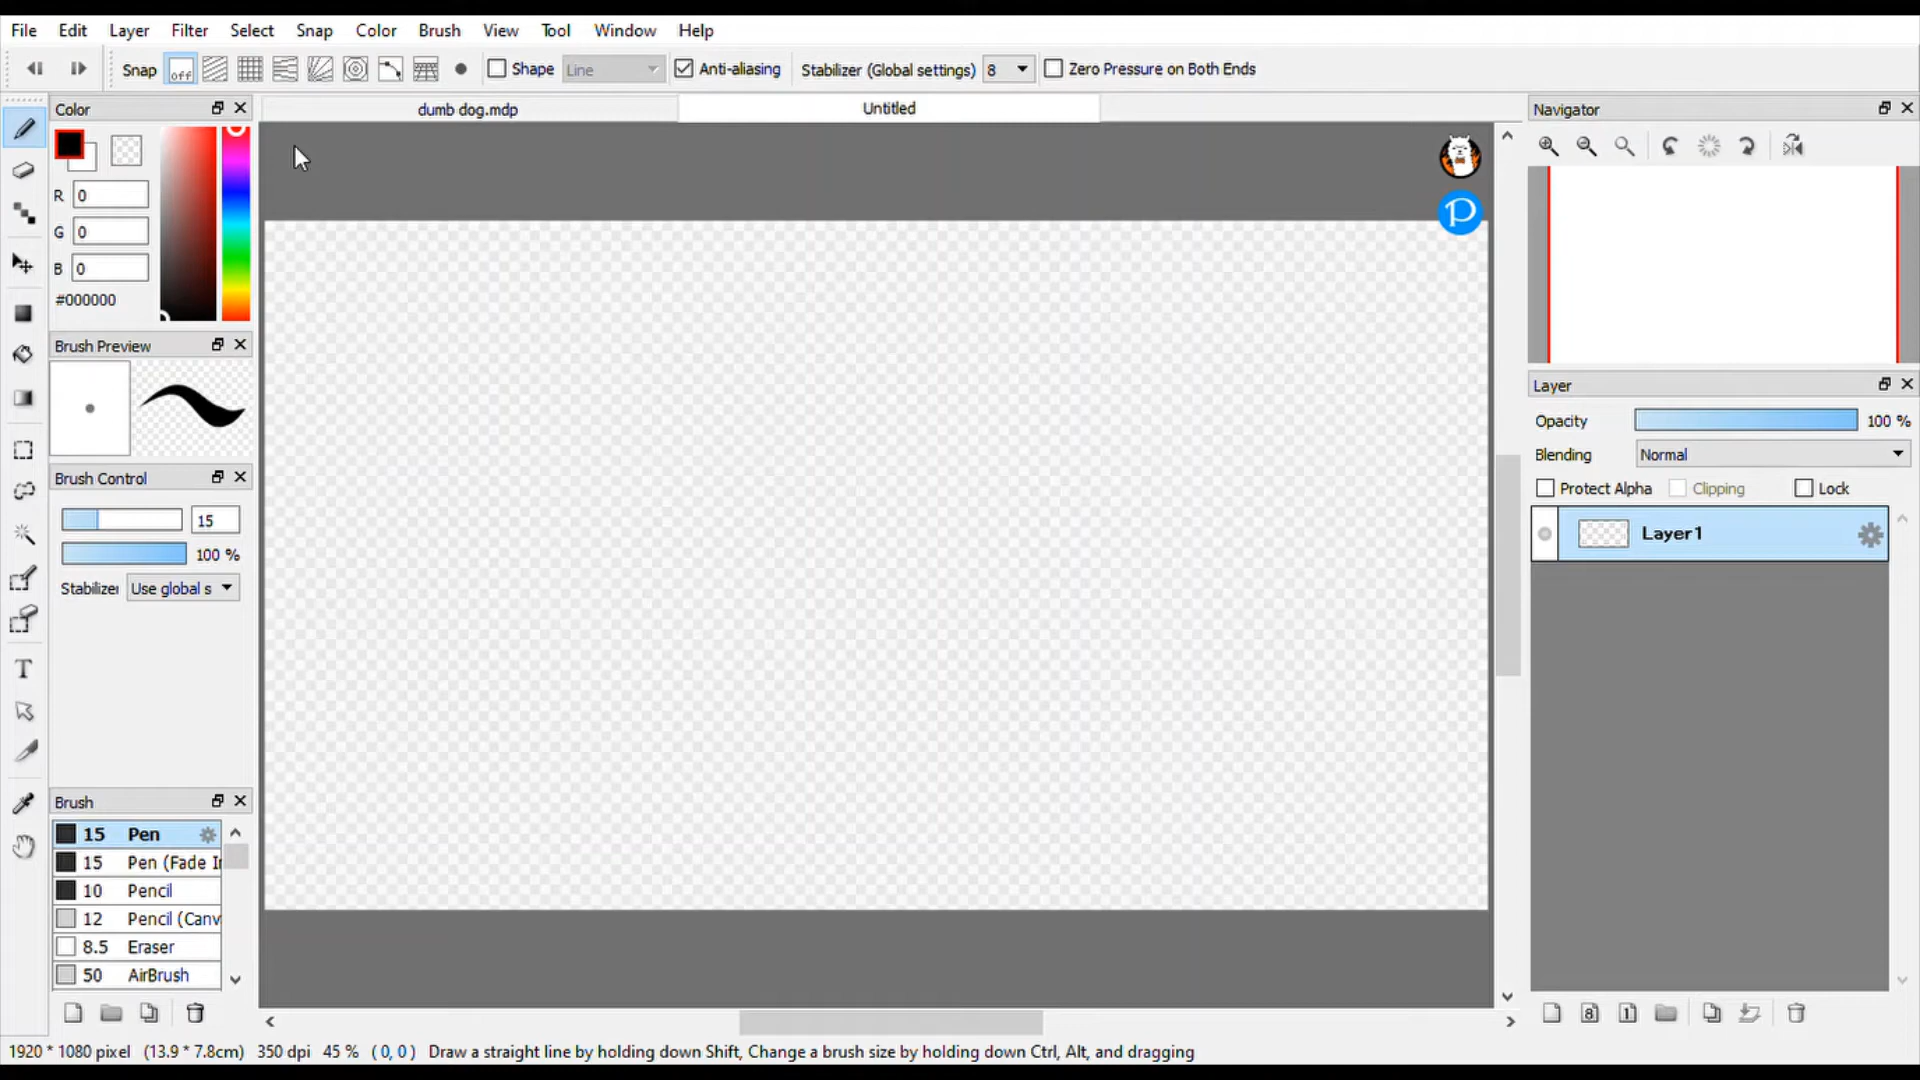 File Edit Layer Filter Select Snap Color Brush View Tool Window Help
Snap off Shape Line Anti-aliasing Stabilizer (Global settings) 8 Zero Pressure on Both Ends
Color
dumb dog.mdp
Untitled
Navigator
R 0
G 0
B 0
#000000
Brush Preview
Brush Control
15
100 %
Stabilizer Use global s
Brush
15 Pen
15 Pen (Fade In
10 Pencil
12 Pencil (Canv
8.5 Eraser
50 AirBrush
P
Layer
Opacity 100 %
Blending Normal
Protect Alpha Clipping Lock
Layer1
8 1
1920 * 1080 pixel (13.9 * 7.8cm) 350 dpi 45 % ( 0, 0 ) Draw a straight line by holding down Shift, Change a brush size by holding down Ctrl, Alt, and dragging
T